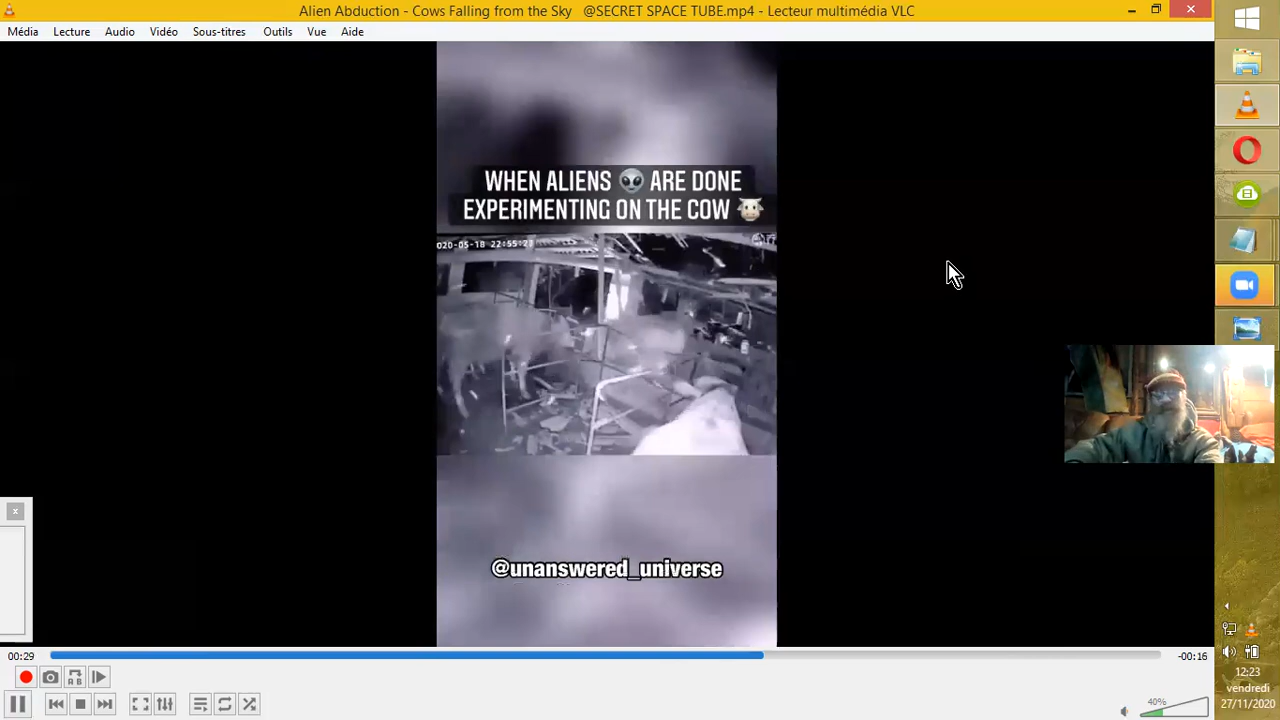 Alien Abduction - Cows Falling from the Sky @SECRET SPACE TUBE.mp4 - Lecteur multimédia VLC
Média Lecture Audio Vidéo Sous-titres Outils Vue Aide
WHEN ALIENS 👽 ARE DONE
EXPERIMENTING ON THE COW 🐮
020-05-18 22:55:27
@unanswered_universe
00:29
-00:16
40%
12:23
vendredi
27/11/2020